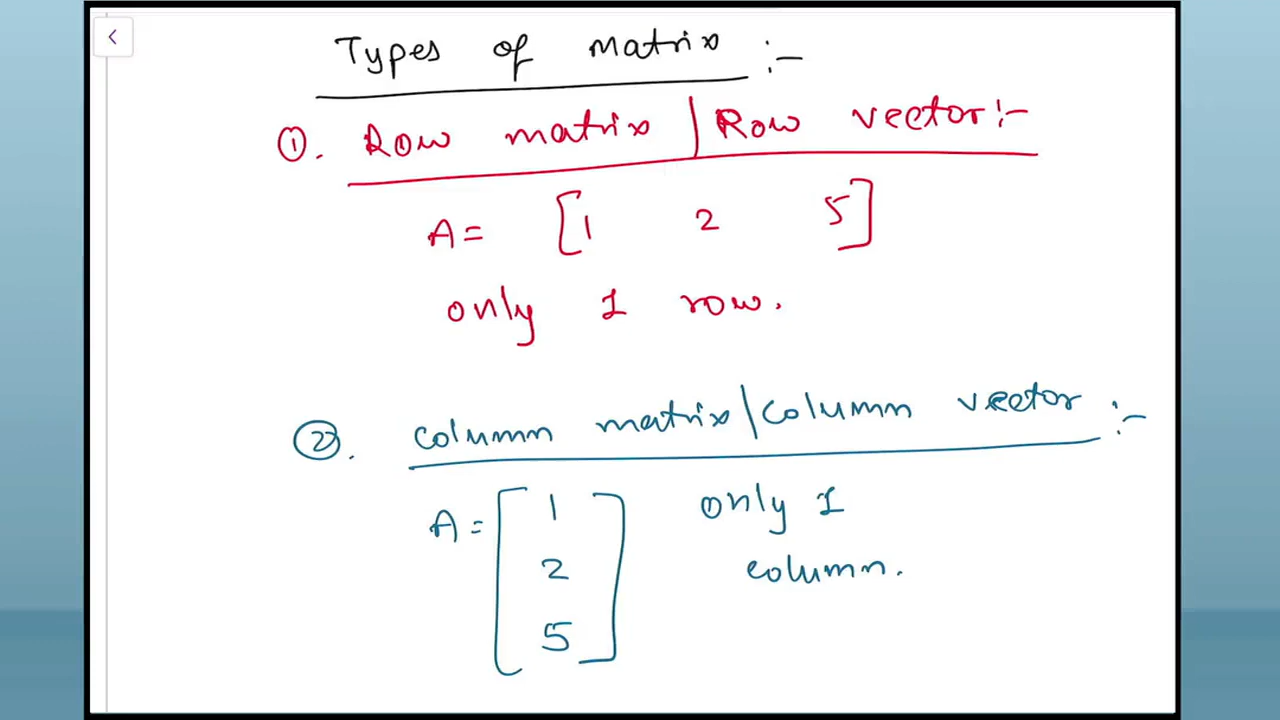 Types of matrix :-
①. Row matrix | Row vector :-
A = [1 2 5]
only 1 row.
②. column matrix/column vector :-
A = [1
2
5]
only 1
column.